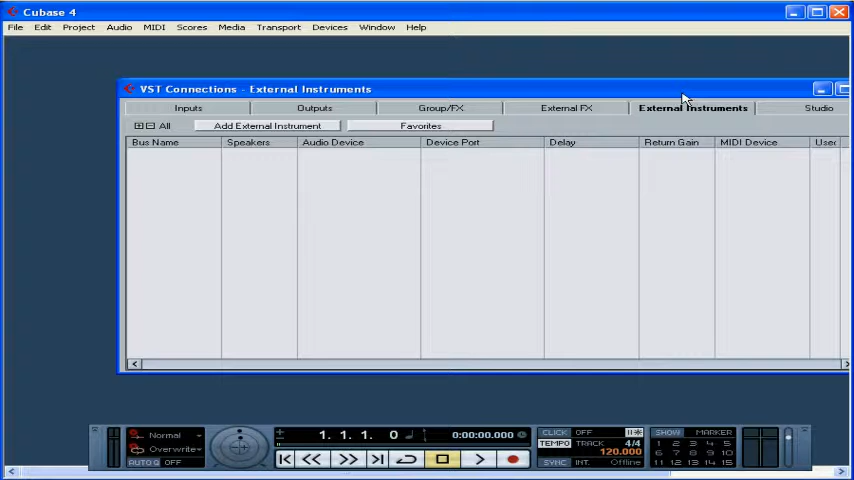 Cubase 4
File Edit Project Audio MIDI Scores Media Transport Devices Window Help
VST Connections - External Instruments
Inputs Outputs Group/FX External FX External Instruments Studio
All Add External Instrument Favorites
Bus Name Speakers Audio Device Device Port Delay Return Gain MIDI Device Used
Normal
Overwrite
AUTO Q OFF
1. 1. 1. 0 0:00:00.000
CLICK OFF
TEMPO TRACK 4/4
120.000
SYNC INT. Offline
SHOW MARKER
1 2 3 4 5
6 7 8 9 10
11 12 13 14 15